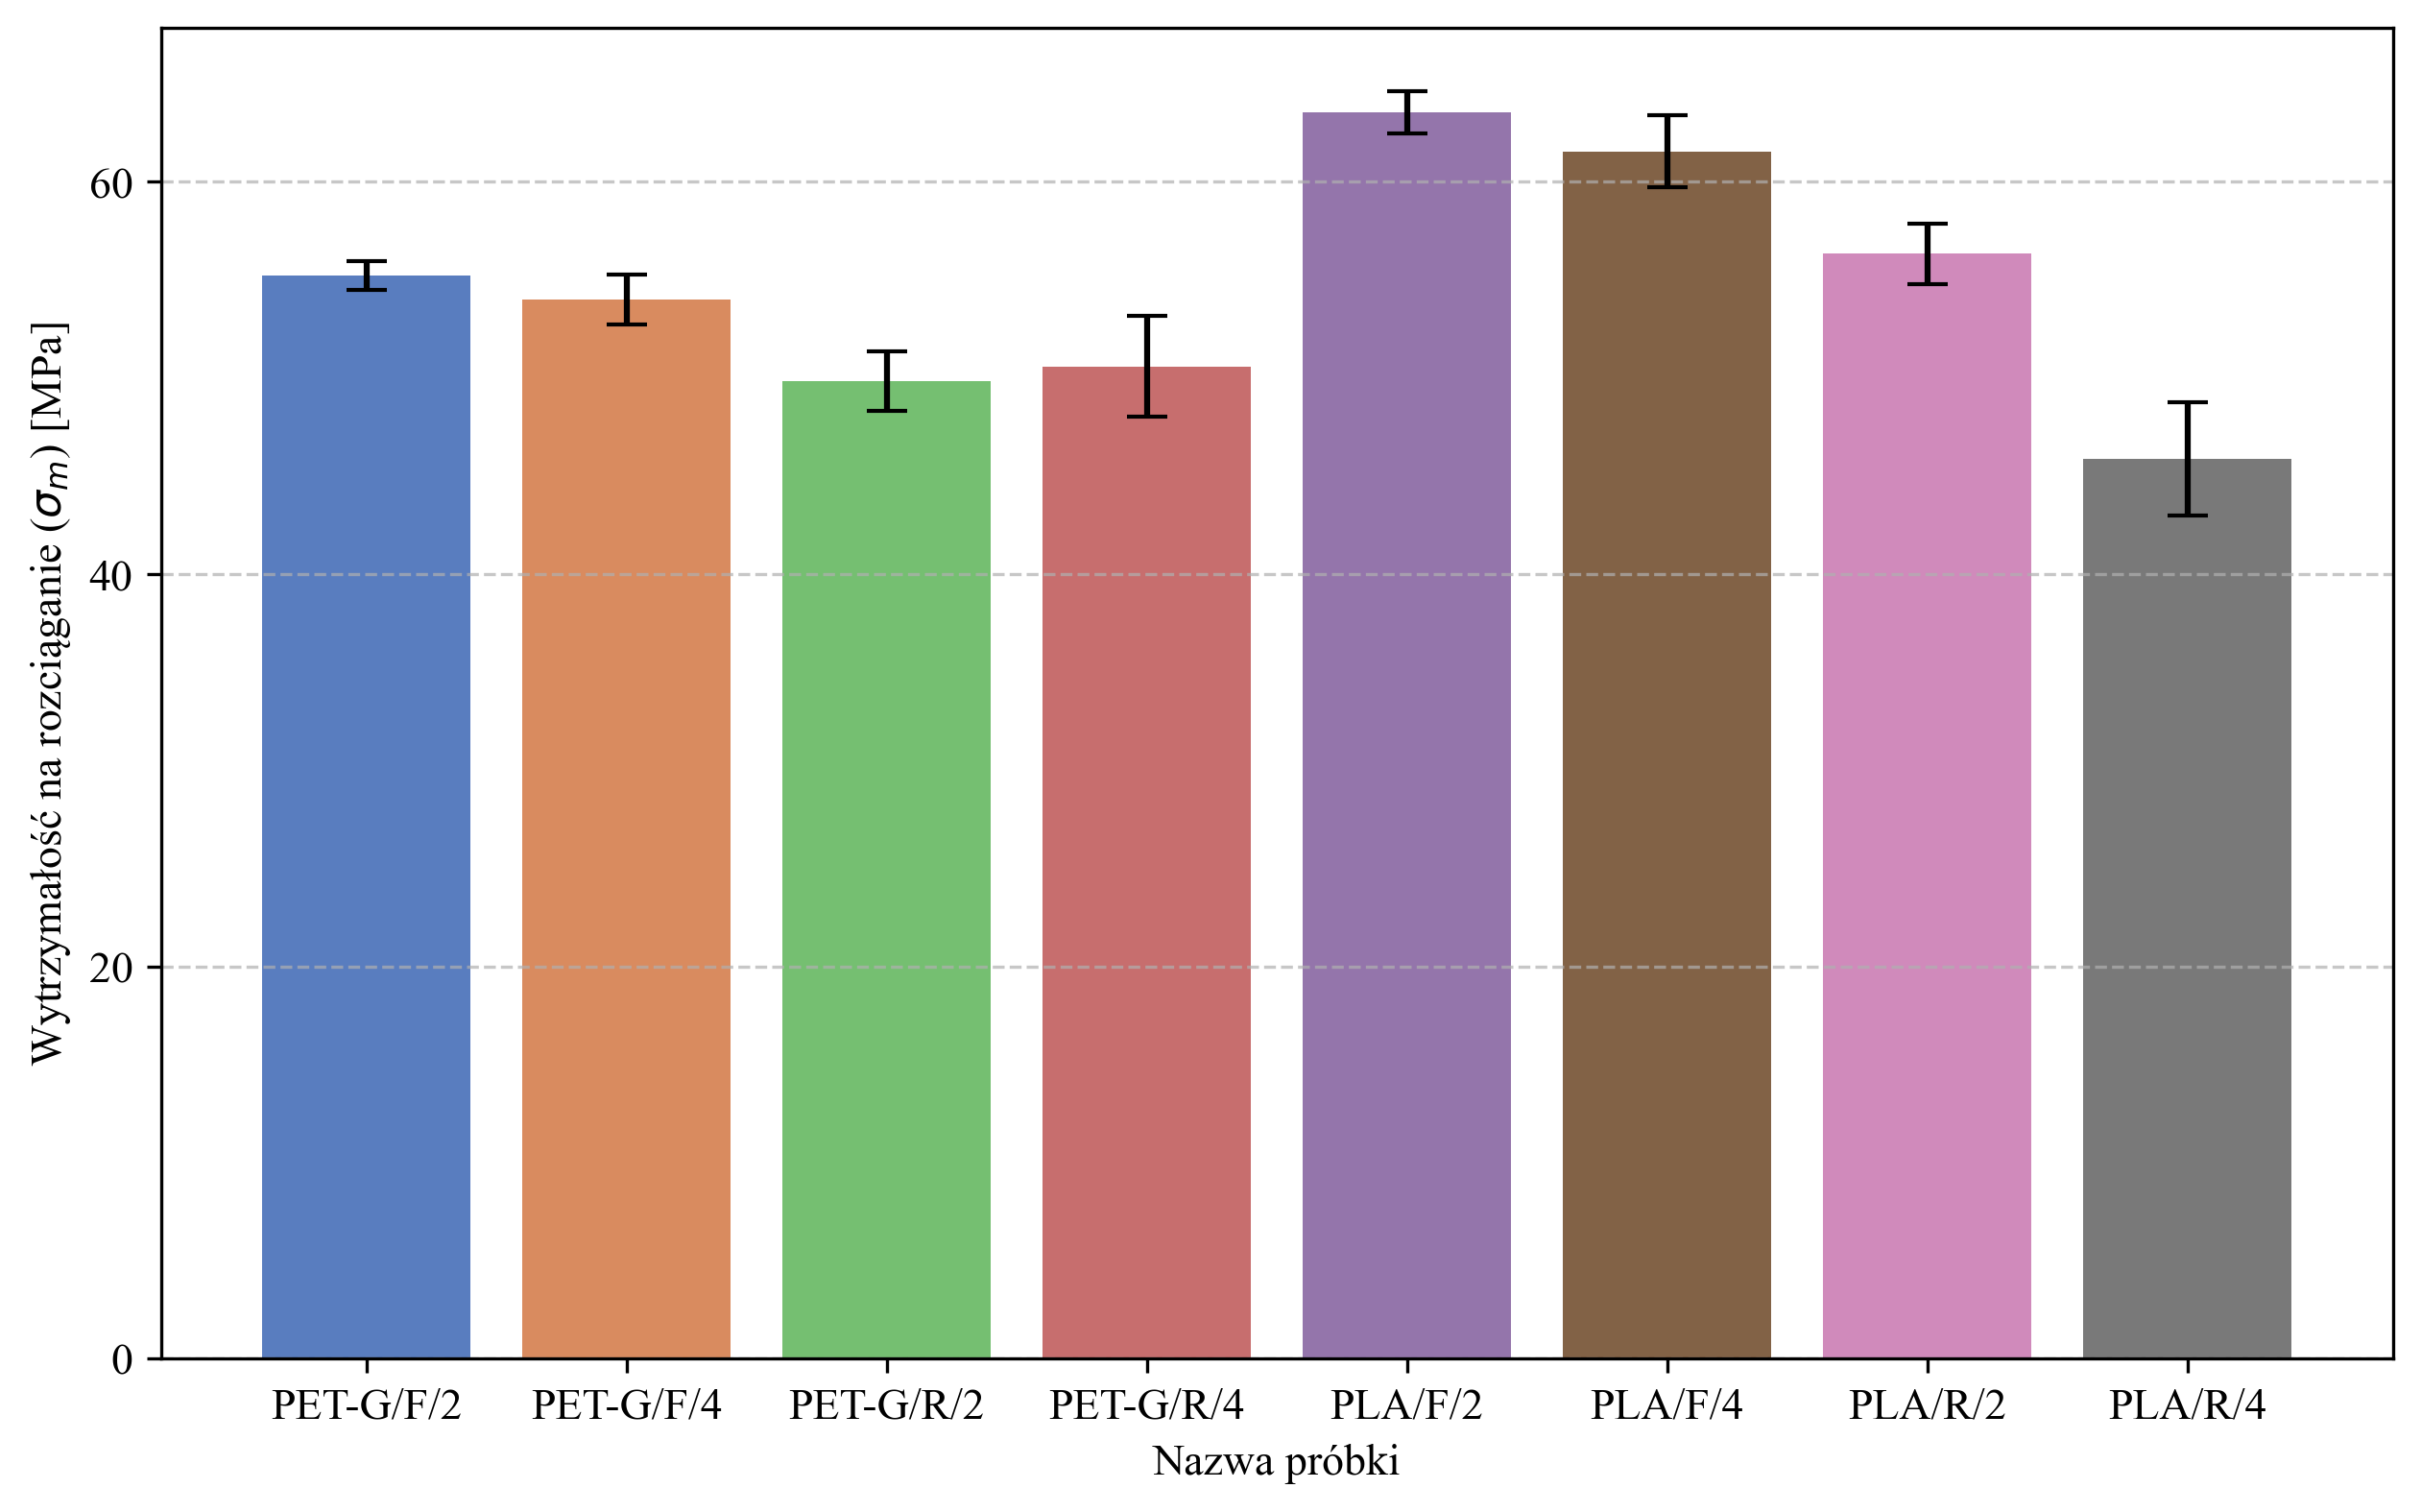 Wytrzymałość na rozciąganie (σm) [MPa]
60
40
20
0
PET-G/F/2 PET-G/F/4 PET-G/R/2 PET-G/R/4 PLA/F/2 PLA/F/4 PLA/R/2 PLA/R/4
Nazwa próbki